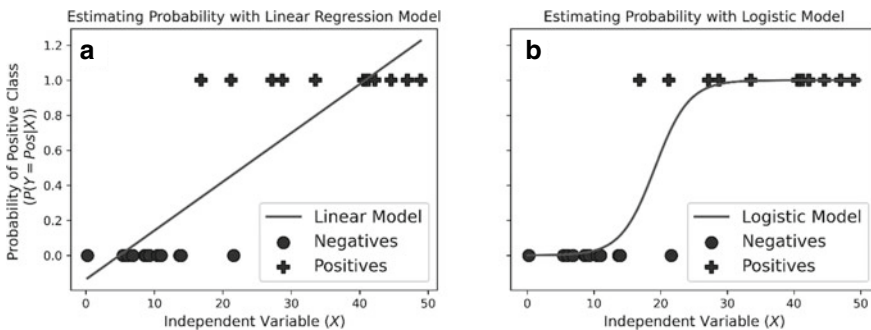 Estimating Probability with Linear Regression Model
a
1.2
1.0
0.8
0.6
0.4
0.2
0.0
Probability of Positive Class
(P(Y = Pos|X))
Linear Model
Negatives
Positives
0 10 20 30 40 50
Independent Variable (X)
Estimating Probability with Logistic Model
b
Logistic Model
Negatives
Positives
0 10 20 30 40 50
Independent Variable (X)